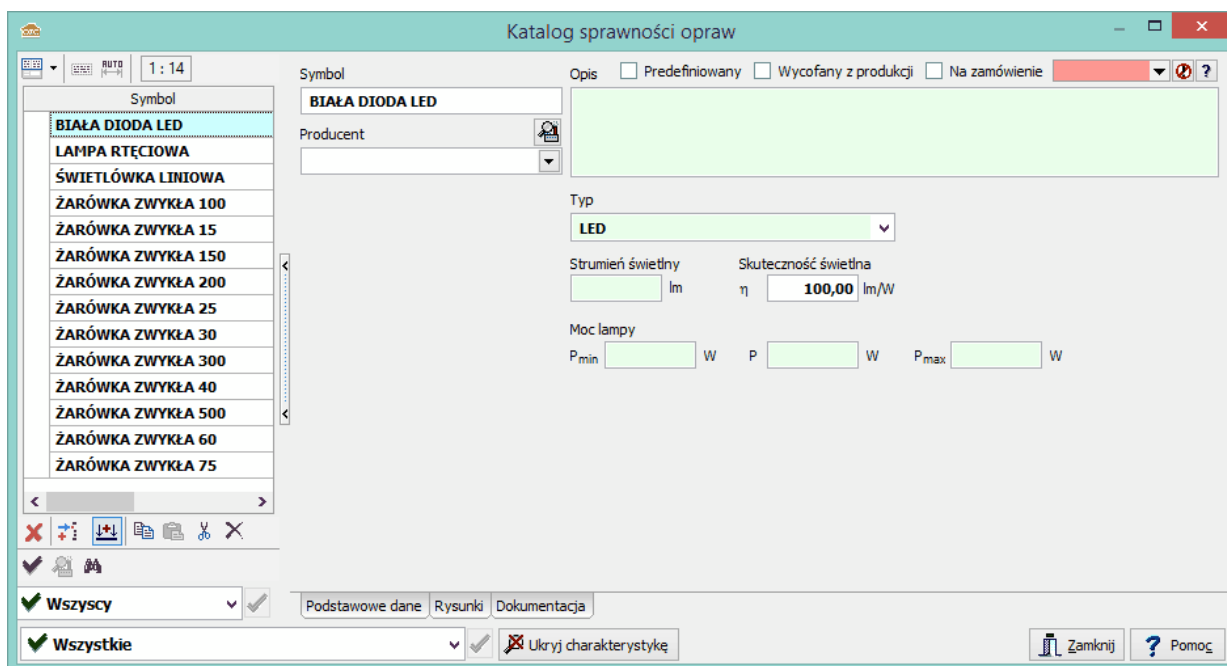 Katalog sprawności opraw
AUTO
1 : 14
Symbol
BIAŁA DIODA LED
LAMPA RTĘCIOWA
ŚWIETLÓWKA LINIOWA
ŻARÓWKA ZWYKŁA 100
ŻARÓWKA ZWYKŁA 15
ŻARÓWKA ZWYKŁA 150
ŻARÓWKA ZWYKŁA 200
ŻARÓWKA ZWYKŁA 25
ŻARÓWKA ZWYKŁA 30
ŻARÓWKA ZWYKŁA 300
ŻARÓWKA ZWYKŁA 40
ŻARÓWKA ZWYKŁA 500
ŻARÓWKA ZWYKŁA 60
ŻARÓWKA ZWYKŁA 75
Wszyscy
Symbol
BIAŁA DIODA LED
Producent
Opis Predefiniowany Wycofany z produkcji Na zamówienie ?
Typ
LED
Strumień świetlny Skuteczność świetlna
lm η 100,00 lm/W
Moc lampy
Pmin W P W Pmax W
Podstawowe dane Rysunki Dokumentacja
Wszystkie Ukryj charakterystykę Zamknij ? Pomoc